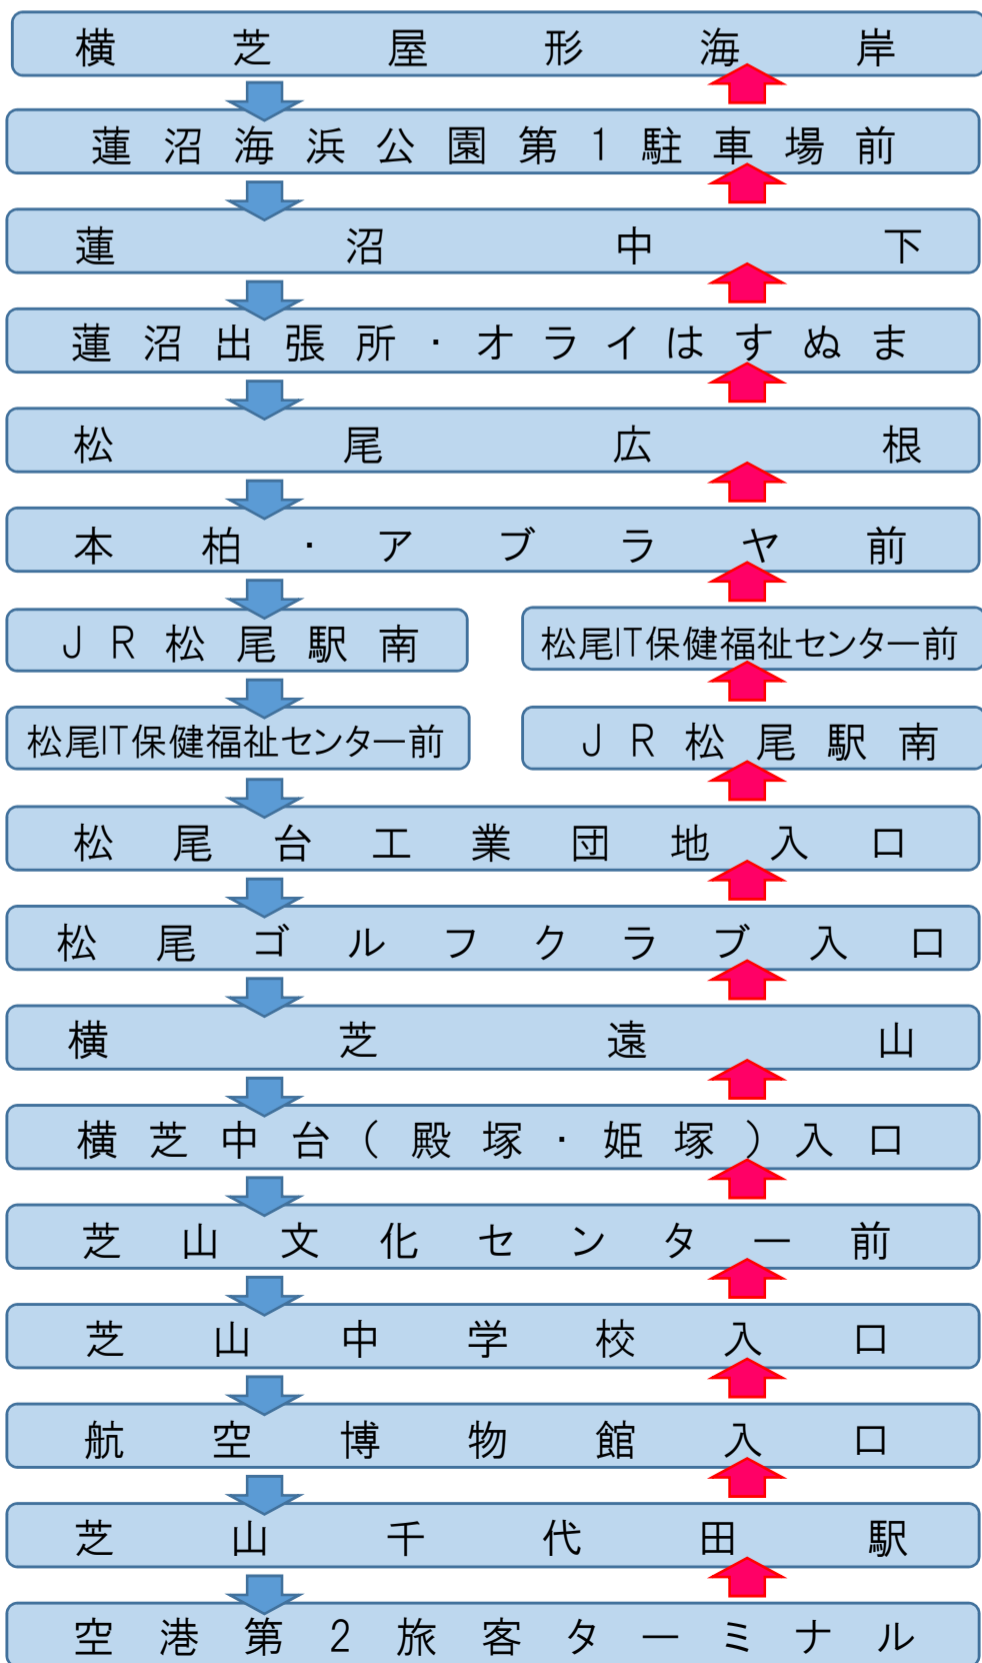 横芝屋形海岸
蓮沼海浜公園第1駐車場前
蓮沼中下
蓮沼出張所・オライはすぬま
松尾広根
本柏・アブラヤ前
JR松尾駅南
松尾IT保健福祉センター前
松尾IT保健福祉センター前
JR松尾駅南
松尾台工業団地入口
松尾ゴルフクラブ入口
横芝遠山
横芝中台(殿塚・姫塚)入口
芝山文化センター前
芝山中学校入口
航空博物館入口
芝山千代田駅
空港第2旅客ターミナル